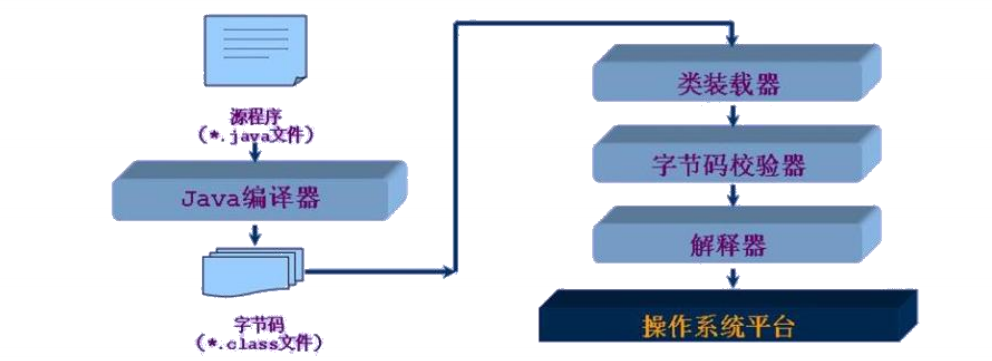 源程序
(*.java文件)
Java编译器
字节码
(*.class文件)
类装载器
字节码校验器
解释器
操作系统平台